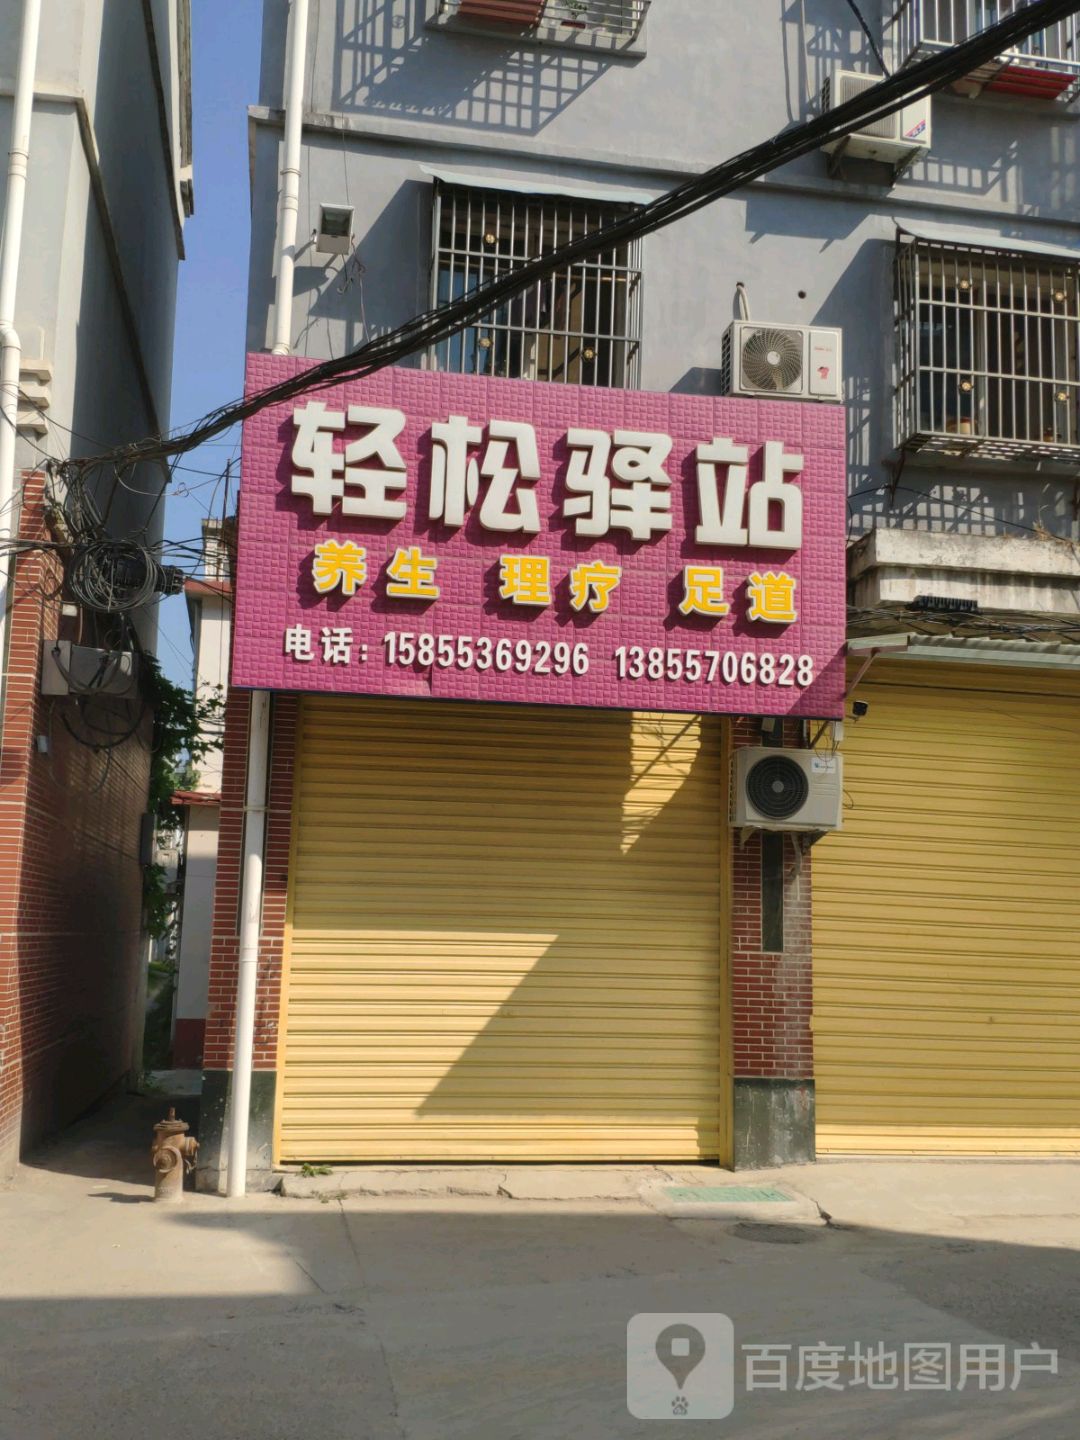 轻松驿站
养生 理疗 足道
电话：15855369296 13855706828
百度地图用户